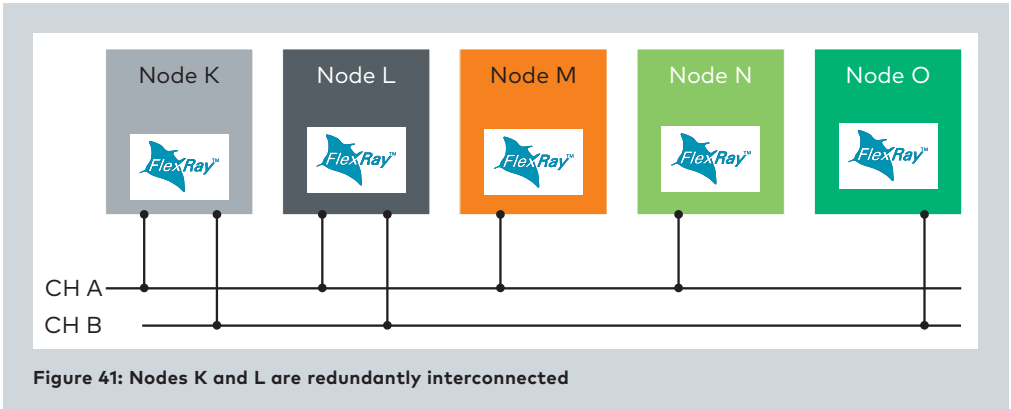 Node K Node L Node M Node N Node O
FlexRay™ FlexRay™ FlexRay™ FlexRay™ FlexRay™
CH A
CH B
Figure 41: Nodes K and L are redundantly interconnected